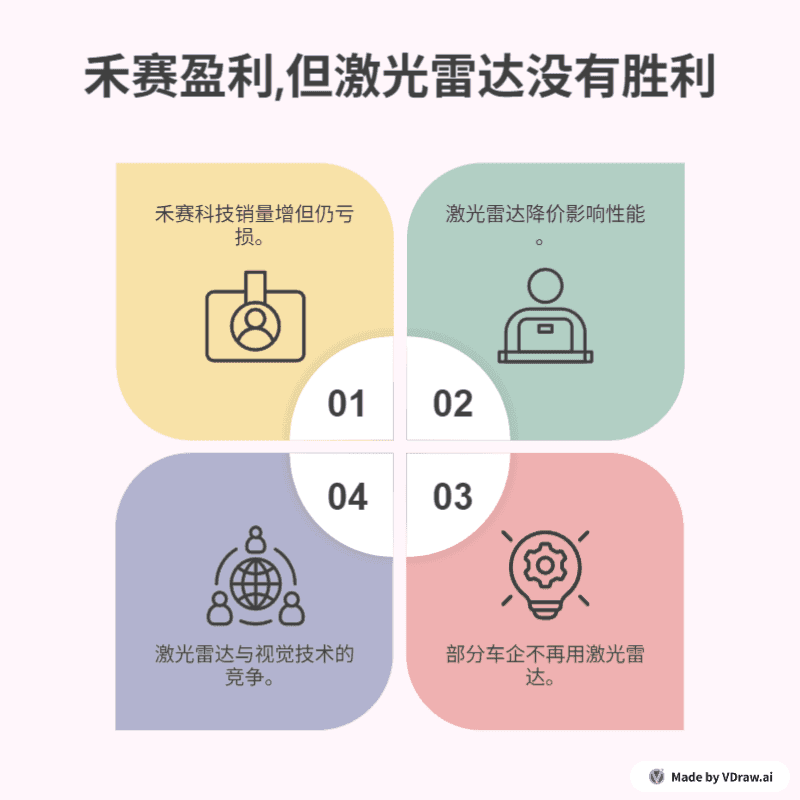 禾赛盈利,但激光雷达没有胜利
禾赛科技销量增但仍亏
损。
01
激光雷达降价影响性能
。
02
03
部分车企不再用激光雷
达。
04
激光雷达与视觉技术的
竞争。
Made by VDraw.ai